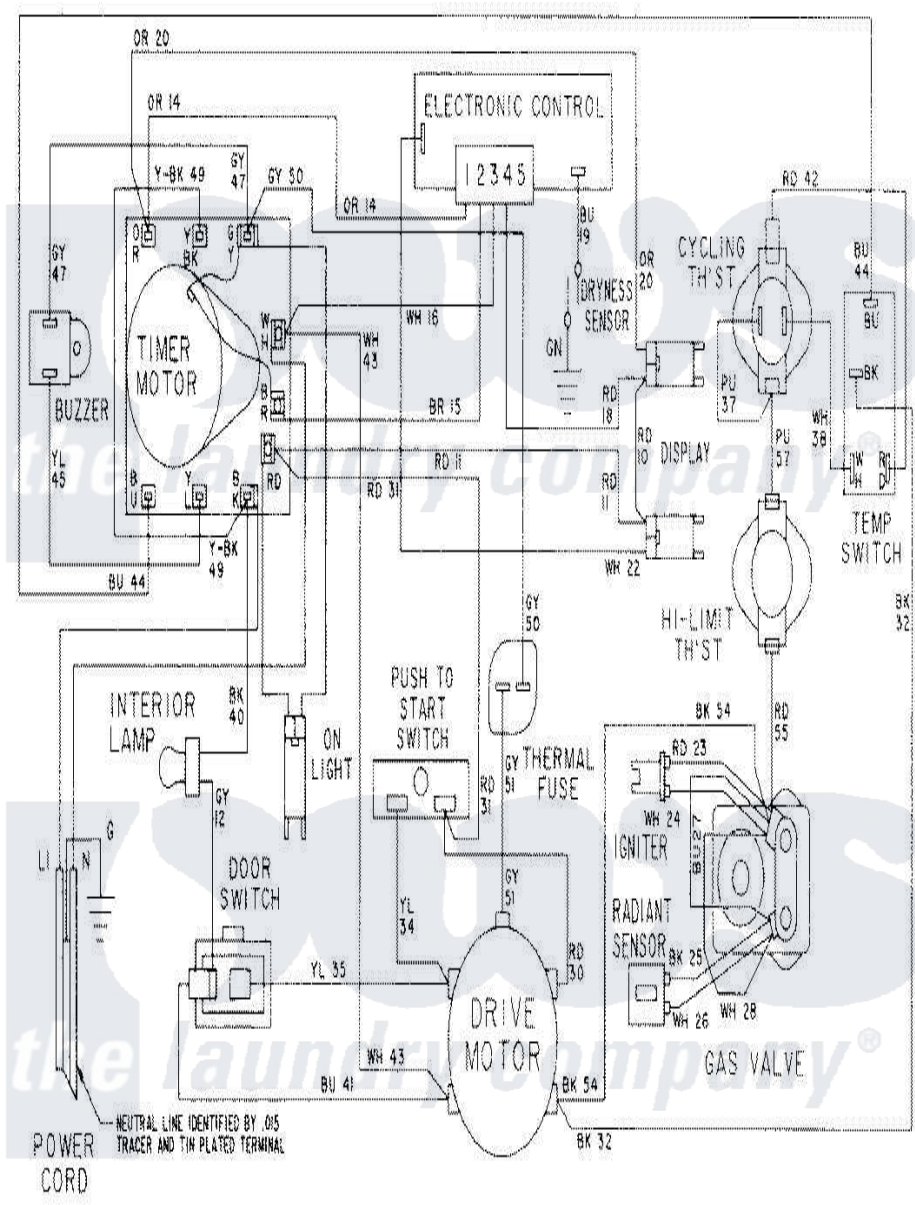 OR 20
OR 14
ELECTRONIC CONTROL
1 2 3 4 5
Y-BK 49
GY
47
GY 50
OR 14
RD 42
BU
19
OR
20
CYCLING
TH'ST
BU
44
O
R
Y
BK
G
Y
GY
47
DRYNESS
SENSOR
WH 16
W
H
WH
43
TIMER
MOTOR
GN
BU
BK
PU
37
WH
38
BUZZER
B
R
BR 15
RD
18
RD
10
DISPLAY
PU
57
YL
45
RD
RD 11
RD 31
RD
11
W
H
R
D
TEMP
SWITCH
B
U
Y
L
B
K
Y-BK
49
BU 44
WH 22
GY
50
HI-LIMIT
TH'ST
BK
32
INTERIOR
LAMP
BK
40
ON
LIGHT
PUSH TO
START
SWITCH
RD
31
GY
51
THERMAL
FUSE
BK 54
RD
55
RD 23
WH 24
IGNITER
BU 27
GY
12
L1
N
G
DOOR
SWITCH
YL
34
GY
51
RD
30
RADIANT
SENSOR
BK 25
WH 26
WH 28
GAS VALVE
YL 35
DRIVE
MOTOR
WH 43
BU 41
BK 54
BK 32
NEUTRAL LINE IDENTIFIED BY .015
TRACER AND TIN PLATED TERMINAL
POWER
CORD
the laundry company®
the laundry company®